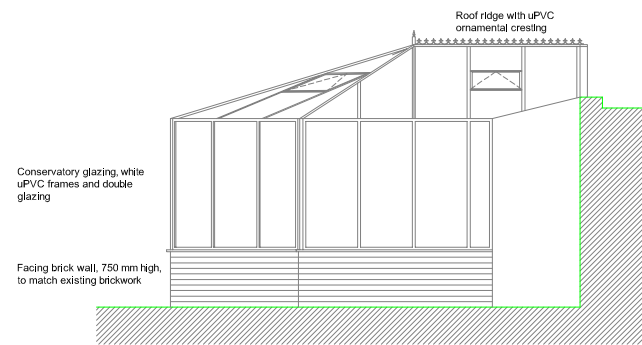 Roof ridge with uPVC
ornamental cresting
Conservatory glazing, white
uPVC frames and double
glazing
Facing brick wall, 750 mm high,
to match existing brickwork